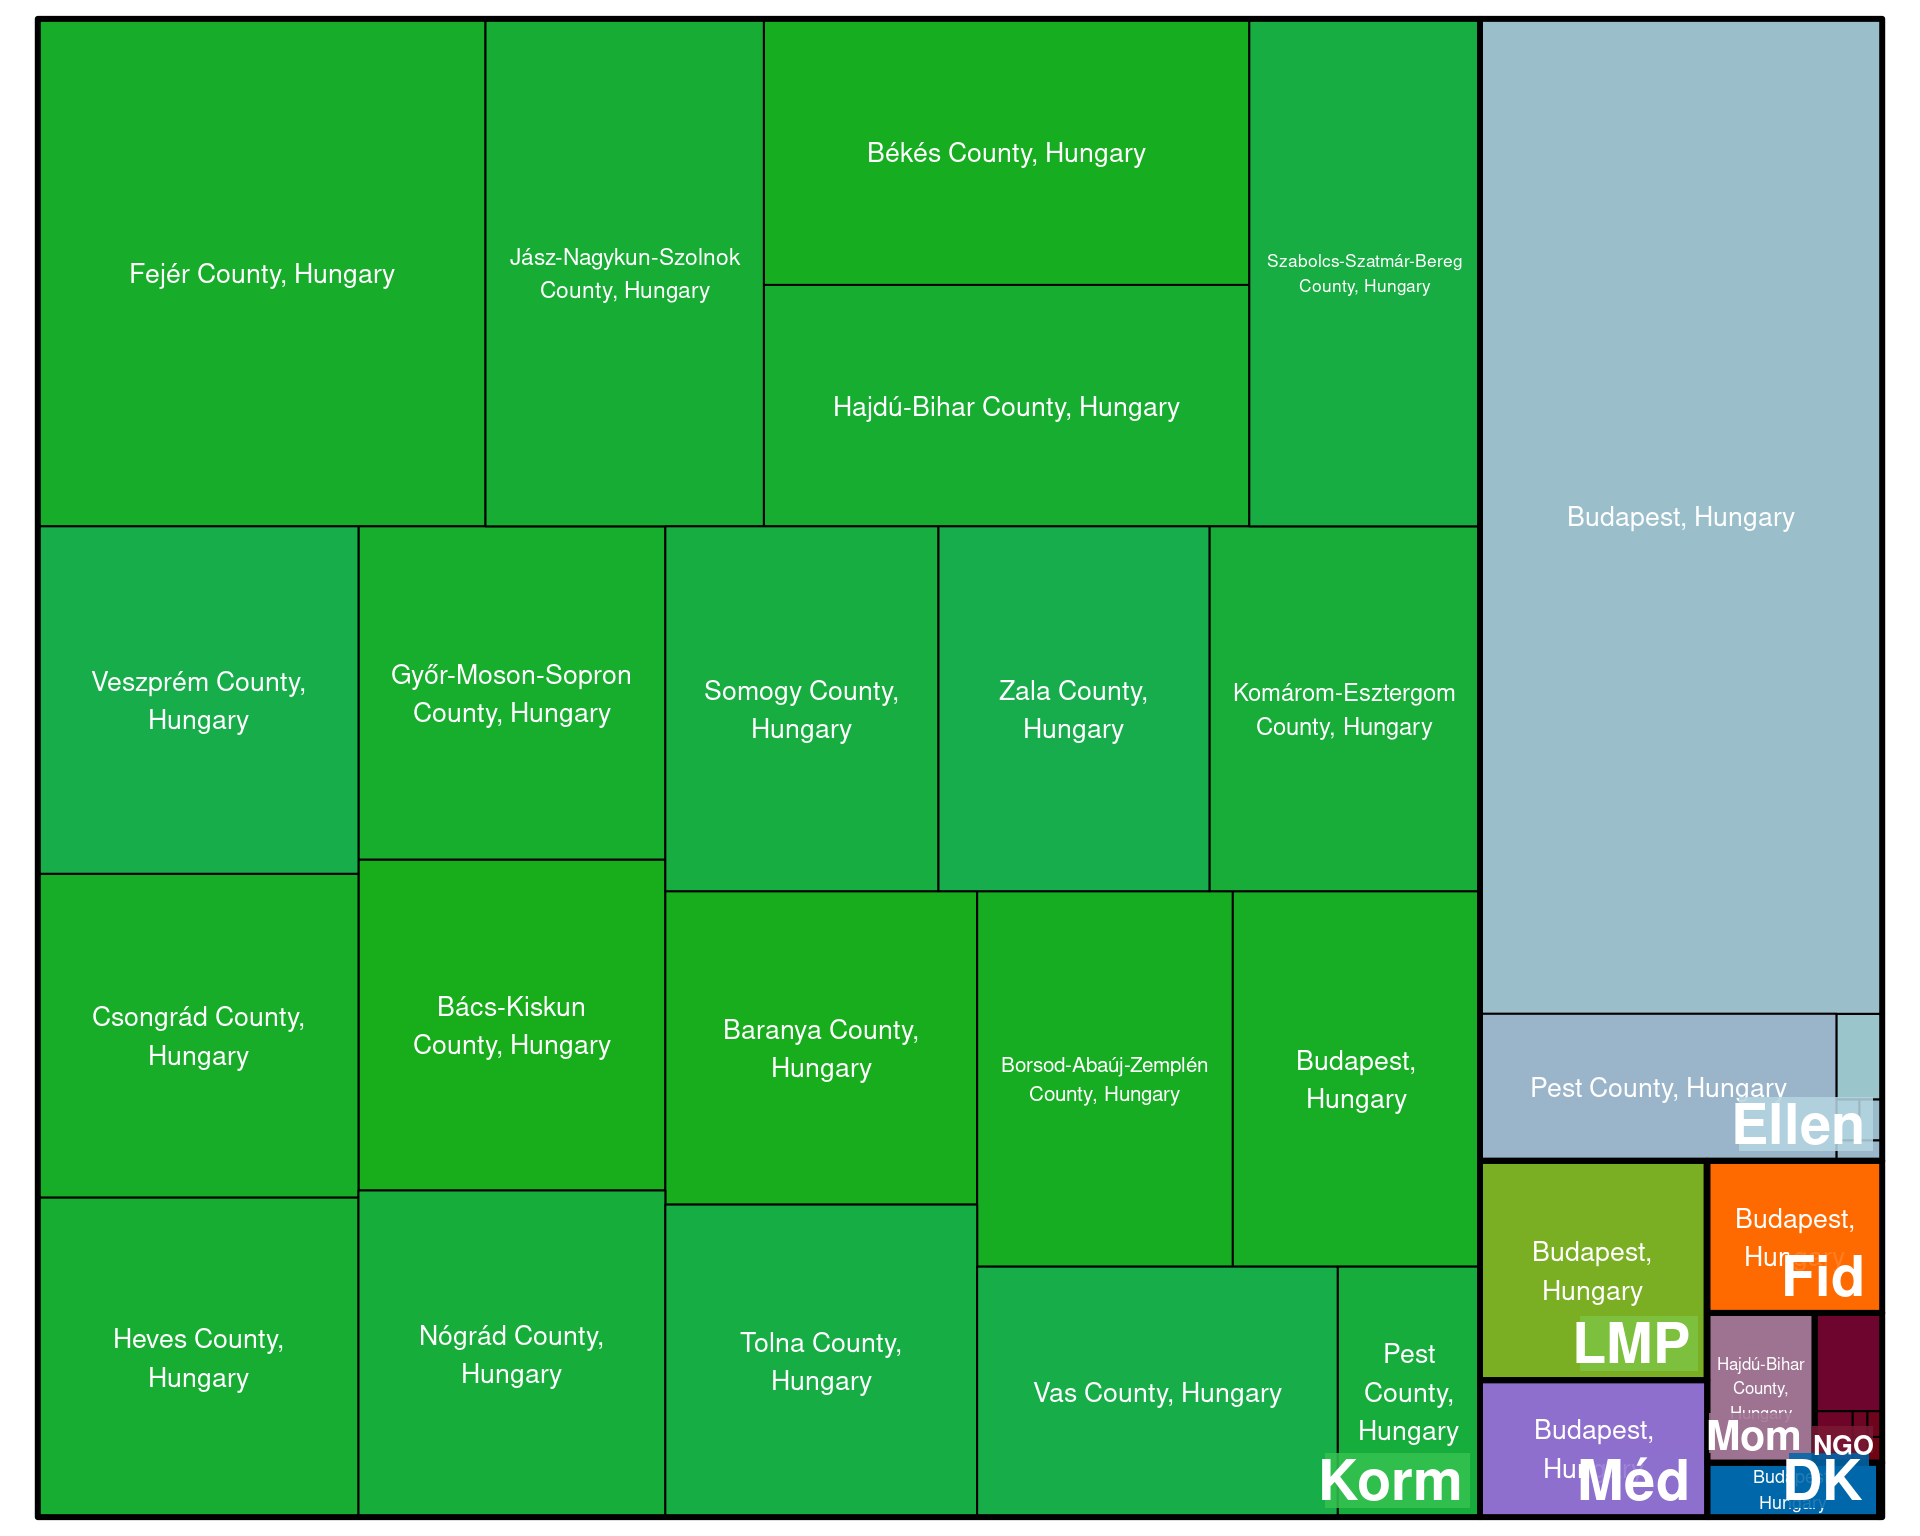 Fejér County, Hungary
Jász-Nagykun-Szolnok
County, Hungary
Békés County, Hungary
Hajdú-Bihar County, Hungary
Szabolcs-Szatmár-Bereg
County, Hungary
Veszprém County,
Hungary
Győr-Moson-Sopron
County, Hungary
Somogy County,
Hungary
Zala County,
Hungary
Komárom-Esztergom
County, Hungary
Csongrád County,
Hungary
Bács-Kiskun
County, Hungary
Baranya County,
Hungary
Borsod-Abaúj-Zemplén
County, Hungary
Budapest,
Hungary
Heves County,
Hungary
Nógrád County,
Hungary
Tolna County,
Hungary
Vas County, Hungary
Pest
County,
Hungary
Korm
Budapest, Hungary
Pest County, Hungary
Ellen
Budapest,
Hungary
LMP
Budapest,
Hungary
Fid
Budapest,
Hungary
Méd
Hajdú-Bihar
County,
Hungary
Mom
NGO
Budapest,
Hungary
DK